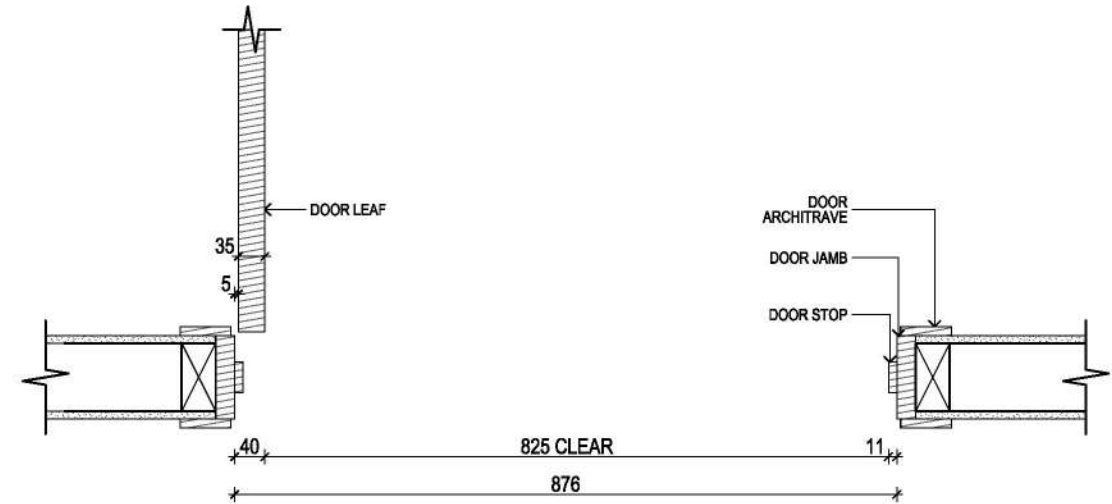 DOOR LEAF
DOOR
ARCHITRAVE
35
DOOR JAMB
5
DOOR STOP
40
825 CLEAR
11
876